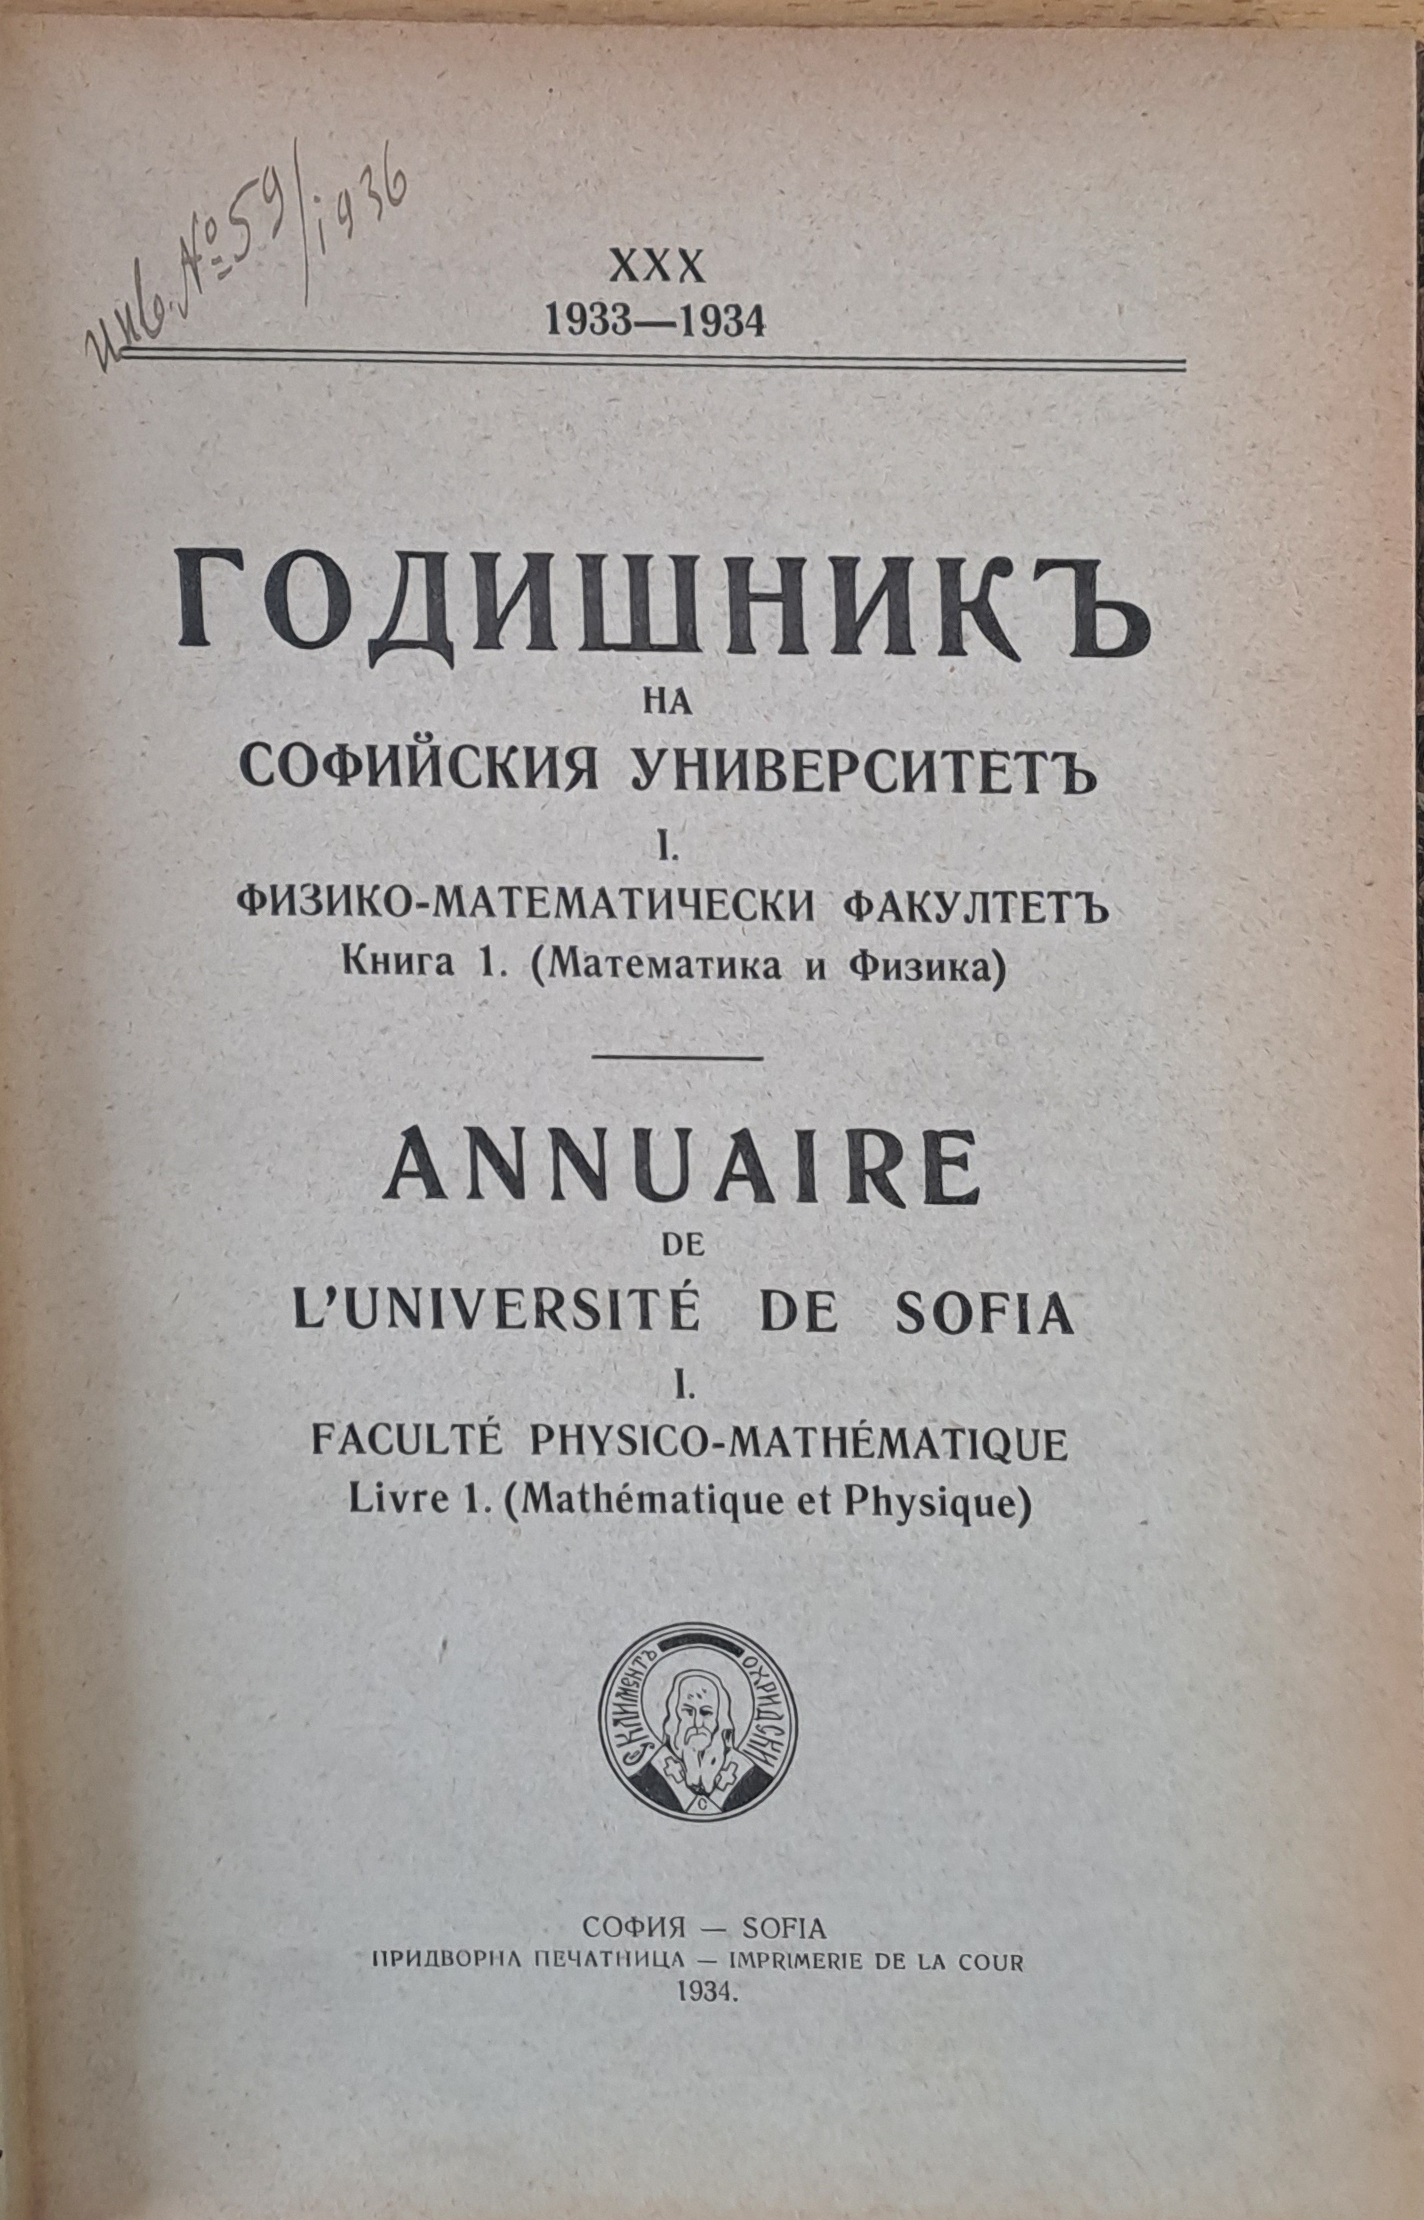 инв. № 59/1936
XXX
1933—1934
ГОДИШНИКЪ
НА
СОФИЙСКИЯ УНИВЕРСИТЕТЪ
I.
ФИЗИКО-МАТЕМАТИЧЕСКИ ФАКУЛТЕТЪ
Книга 1. (Математика и Физика)
ANNUAIRE
DE
L'UNIVERSITÉ DE SOFIA
I.
FACULTÉ PHYSICO-MATHÉMATIQUE
Livre 1. (Mathématique et Physique)
КЛИМЕНТЪ ОХРИДСКИ
СОФИЯ — SOFIA
ПРИДВОРНА ПЕЧАТНИЦА — IMPRIMERIE DE LA COUR
1934.